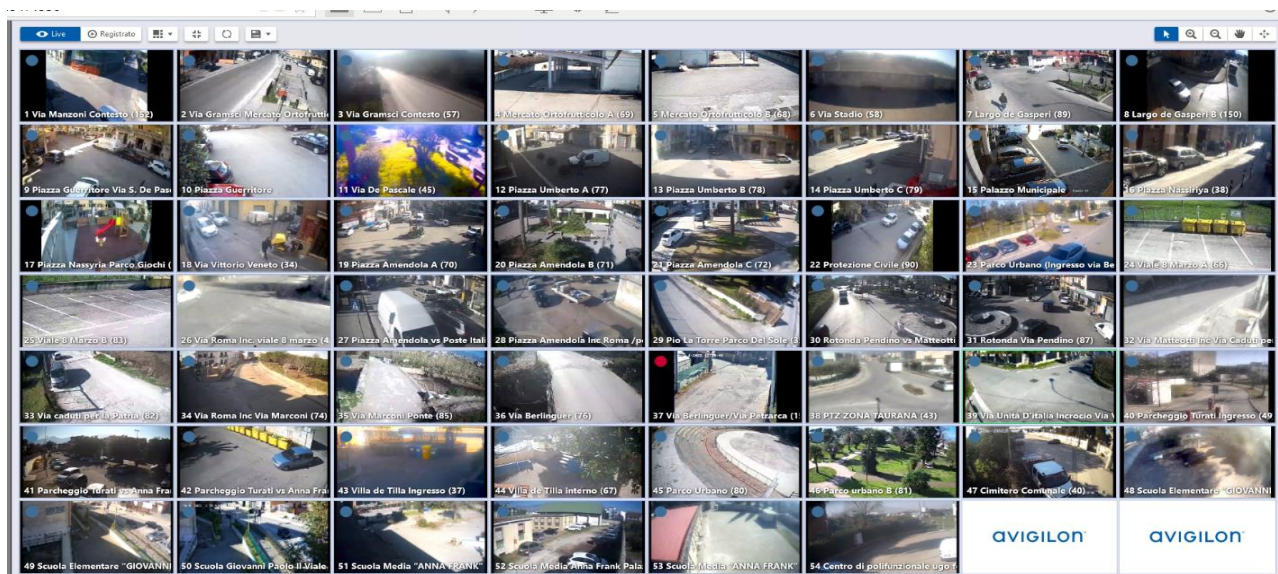 Live
Registrato
1 Via Manzoni Contesto (152)
2 Via Gramsci Mercato Ortofrutti
3 Via Gramsci Contesto (57)
4 Mercato Ortofrutticolo A (69)
5 Mercato Ortofrutticolo B (68)
6 Via Stadio (58)
7 Largo de Gasperi (89)
8 Largo de Gasperi B (150)
9 Piazza Guerritore Via S. De Pas
10 Piazza Guerritore
11 Via De Pascale (45)
12 Piazza Umberto A (77)
13 Piazza Umberto B (78)
14 Piazza Umberto C (79)
15 Palazzo Municipale
16 Piazza Nassiriya (38)
17 Piazza Nassyria Parco Giochi (
18 Via Vittorio Veneto (34)
19 Piazza Amendola A (70)
20 Piazza Amendola B (71)
21 Piazza Amendola C (72)
22 Protezione Civile (90)
23 Parco Urbano (Ingresso via Be
24 Viale 8 Marzo A (66)
25 Viale 8 Marzo B (83)
26 Via Roma Inc. viale 8 marzo (4
27 Piazza Amendola vs Poste Itali
28 Piazza Amendola Inc Roma /p
29 Pio La Torre Parco Del Sole (3
30 Rotonda Pendino vs Matteotti
31 Rotonda Via Pendino (87)
32 Via Matteotti Inc Via Caduti pe
33 Via caduti per la Patria (82)
34 Via Roma Inc Via Marconi (74)
35 Via Marconi Ponte (85)
36 Via Berlinguer (76)
37 Via Berlinguer/Via Petrarca (1
38 PTZ ZONA TAURANA (43)
39 Via Unità D'italia Incrocio Via V
40 Parcheggio Turati Ingresso (49
41 Parcheggio Turati vs Anna Fra
42 Parcheggio Turati vs Anna Fra
43 Villa de Tilla Ingresso (37)
44 Villa de Tilla interno (67)
45 Parco Urbano (80)
46 Parco urbano B (81)
47 Cimitero Comunale (40)
48 Scuola Elementare "GIOVANNI
49 Scuola Elementare "GIOVANNI
50 Scuola Giovanni Paolo II Viale
51 Scuola Media "ANNA FRANK"
52 Scuola Media Anna Frank Pala
53 Scuola Media "ANNA FRANK"
54 Centro di polifunzionale ugo f
AVIGILON
AVIGILON